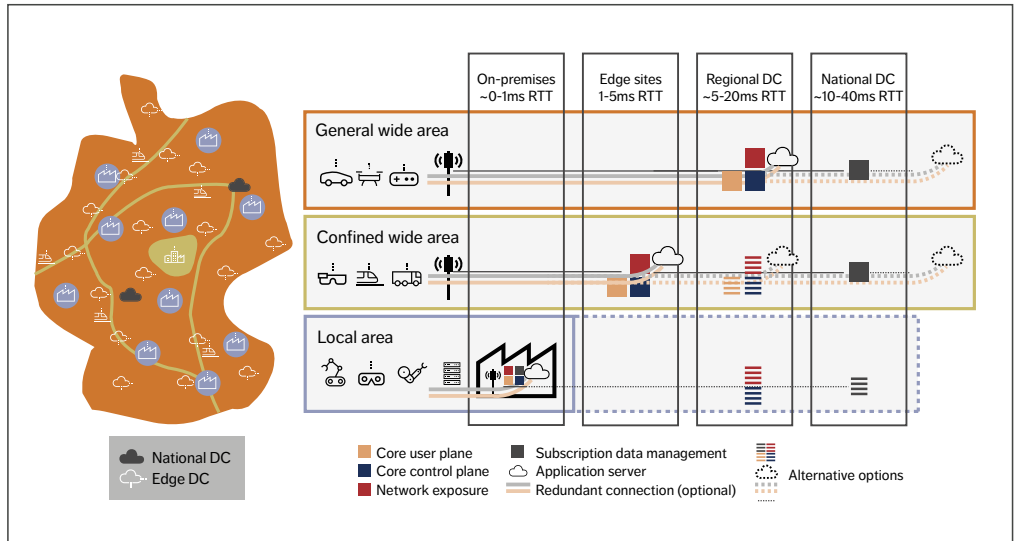 On-premises
~0-1ms RTT
Edge sites
1-5ms RTT
Regional DC
~5-20ms RTT
National DC
~10-40ms RTT
General wide area
Confined wide area
Local area
National DC
Edge DC
Core user plane
Core control plane
Network exposure
Subscription data management
Application server
Redundant connection (optional)
Alternative options